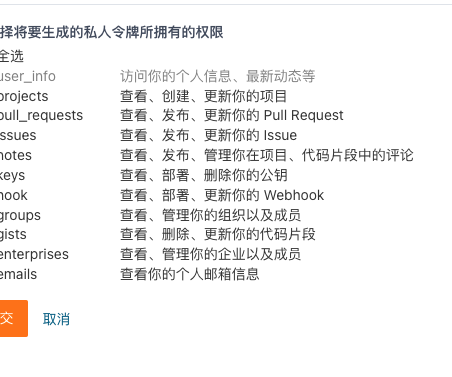 择将要生成的私人令牌所拥有的权限
全选
user_info 访问你的个人信息、最新动态等
projects 查看、创建、更新你的项目
pull_requests 查看、发布、更新你的 Pull Request
issues 查看、发布、更新你的 Issue
notes 查看、发布、管理你在项目、代码片段中的评论
keys 查看、部署、删除你的公钥
hook 查看、部署、更新你的 Webhook
groups 查看、管理你的组织以及成员
gists 查看、删除、更新你的代码片段
enterprises 查看、管理你的企业以及成员
emails 查看你的个人邮箱信息
交 取消